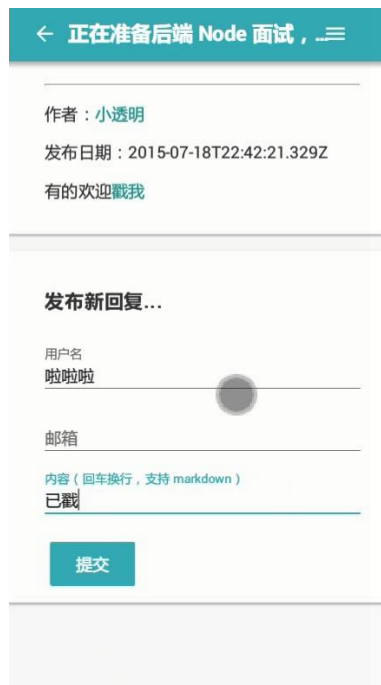 正在准备后端 Node 面试，...
作者：小透明
发布日期：2015-07-18T22:42:21.329Z
有的欢迎戳我
发布新回复...
用户名
啦啦啦
邮箱
内容（回车换行，支持 markdown）
已戳
提交